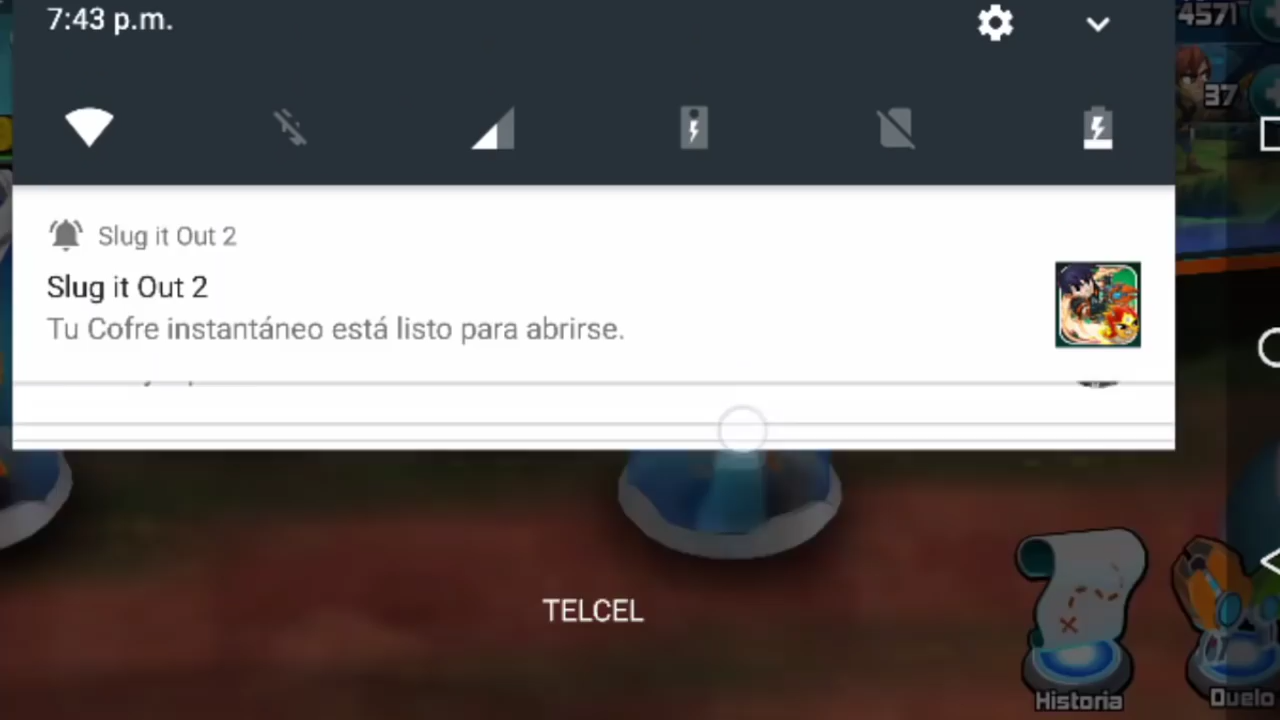 7:43 p.m.
4571
37
Slug it Out 2
Slug it Out 2
Tu Cofre instantáneo está listo para abrirse.
TELCEL
Historia
Duelo